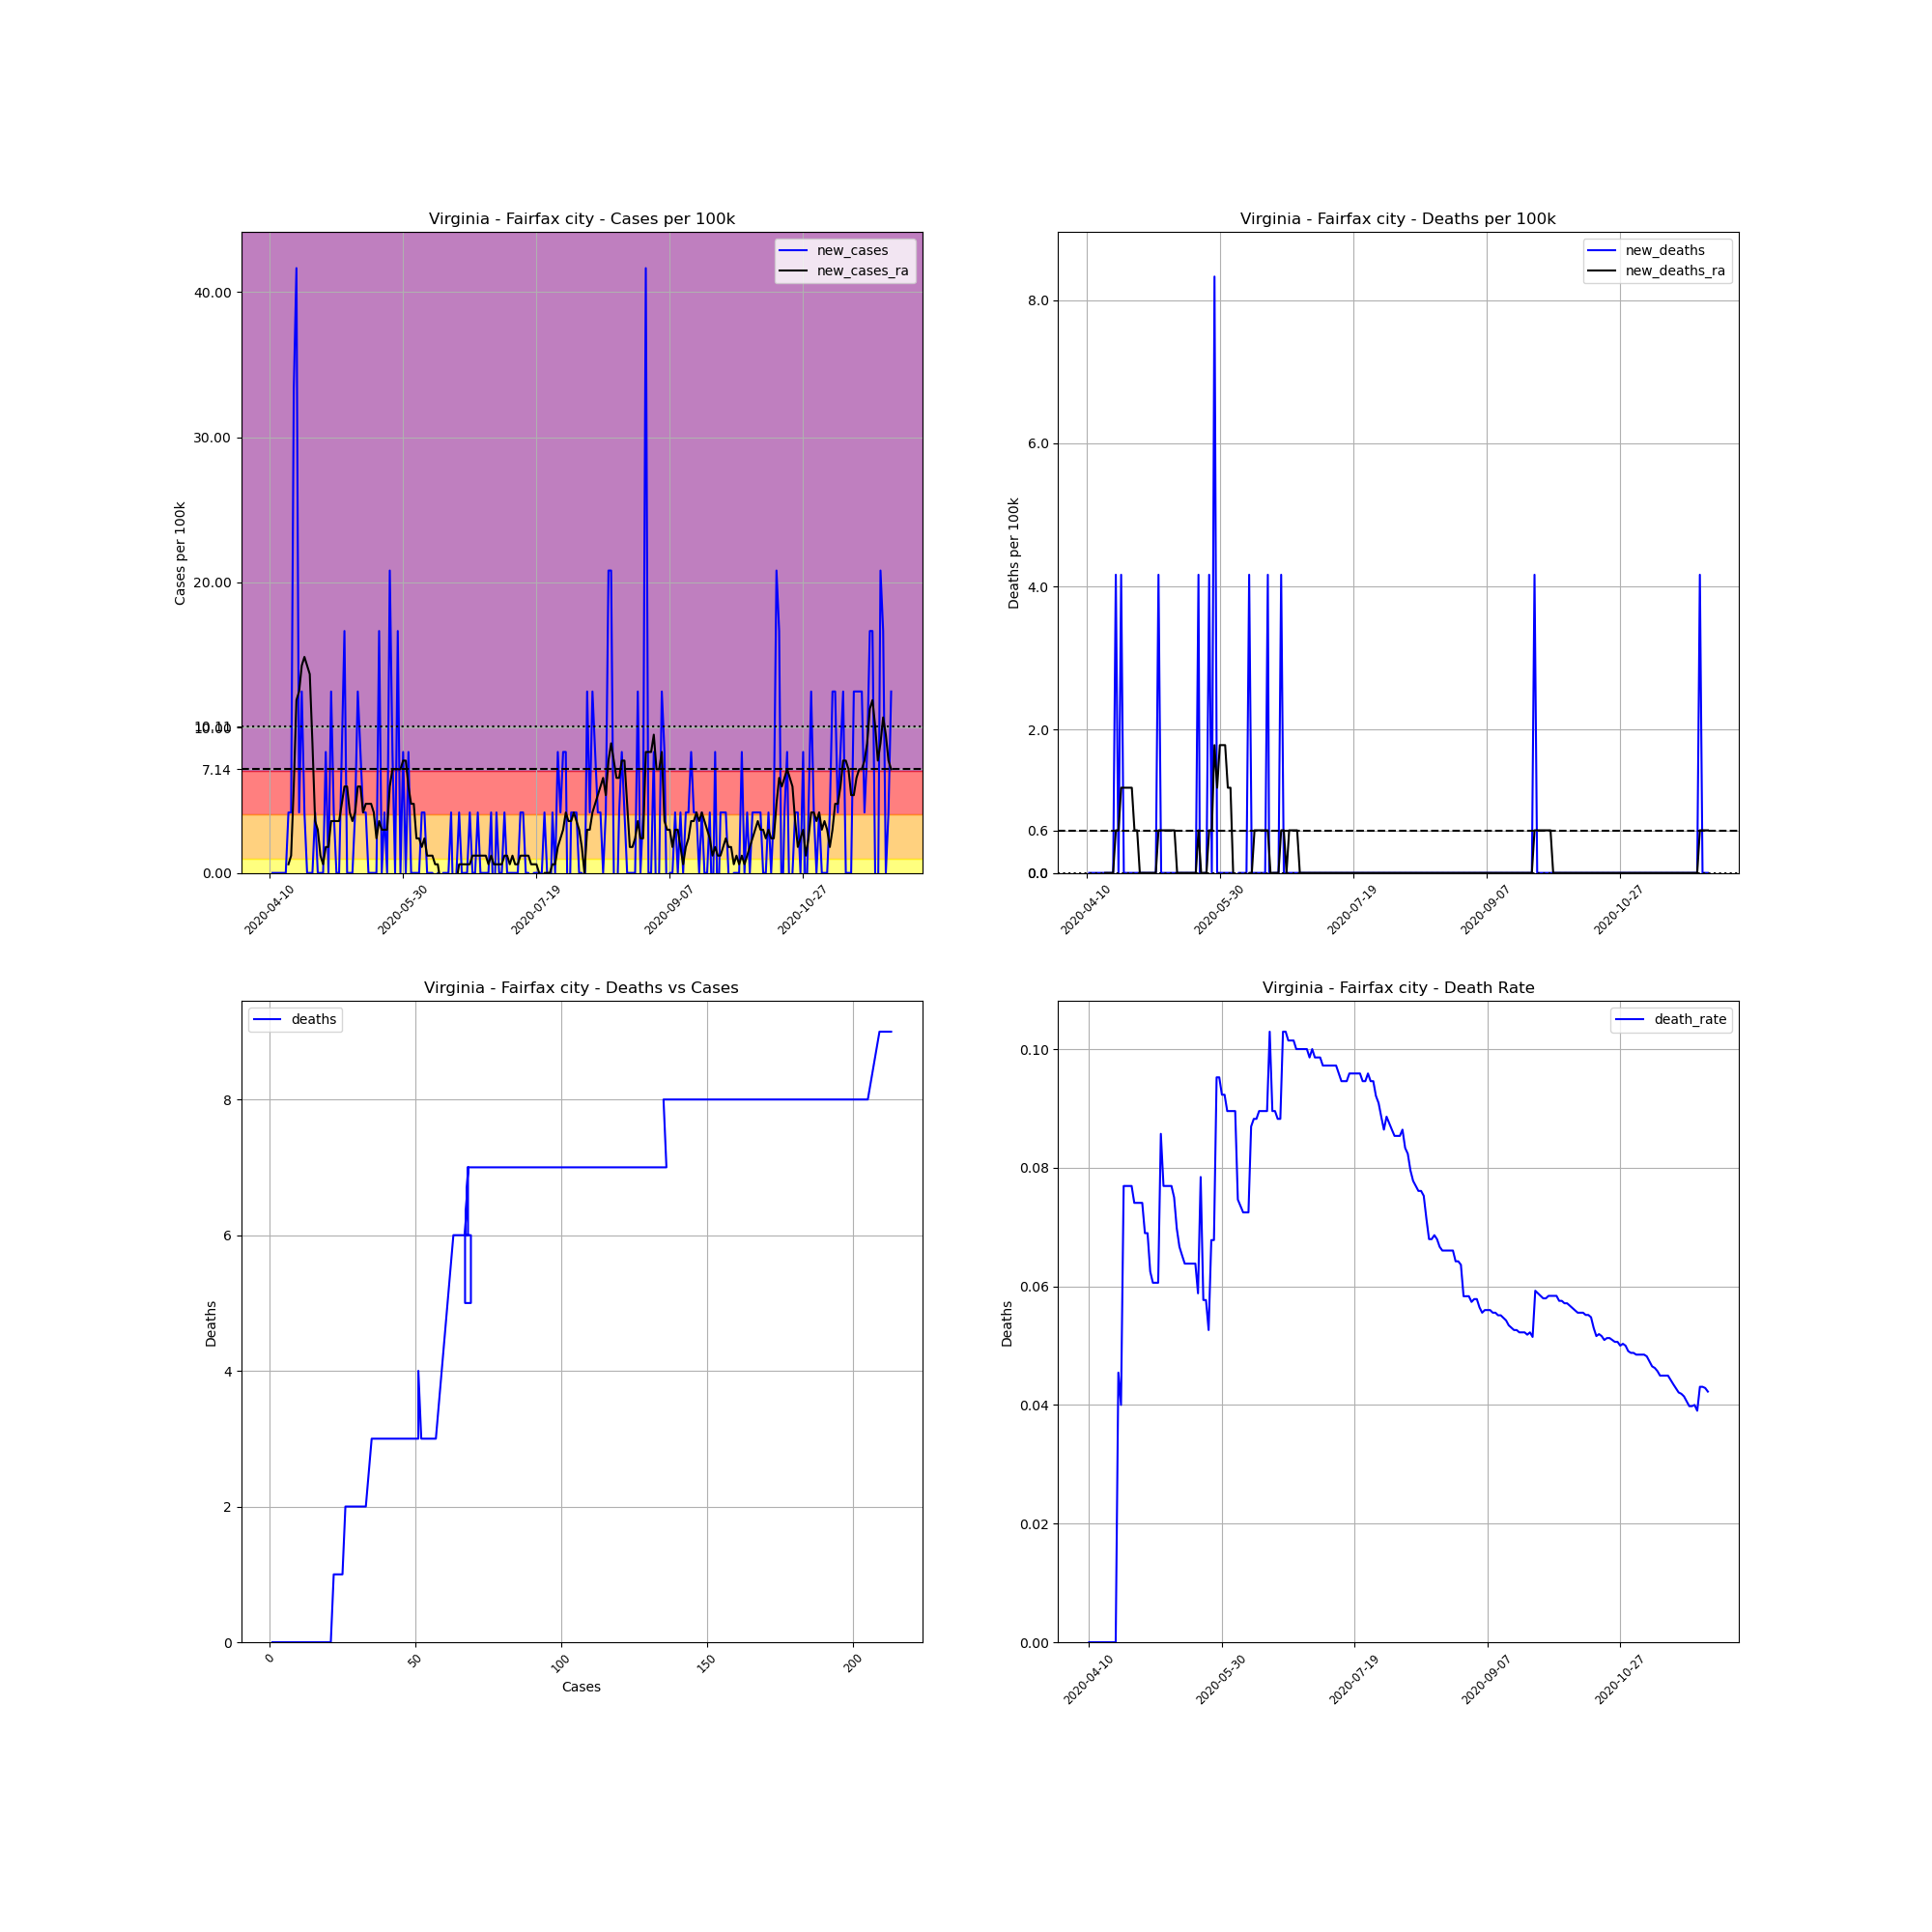 Virginia - Fairfax city - Cases per 100k
new_cases
new_cases_ra
Cases per 100k
40.00
30.00
20.00
10.00
7.14
0.00
2020-04-10
2020-05-30
2020-07-19
2020-09-07
2020-10-27
Virginia - Fairfax city - Deaths per 100k
new_deaths
new_deaths_ra
Deaths per 100k
8.0
6.0
4.0
2.0
0.6
0.0
2020-04-10
2020-05-30
2020-07-19
2020-09-07
2020-10-27
Virginia - Fairfax city - Deaths vs Cases
deaths
Deaths
8
6
4
2
0
0
50
100
150
200
Cases
Virginia - Fairfax city - Death Rate
death_rate
Deaths
0.10
0.08
0.06
0.04
0.02
0.00
2020-04-10
2020-05-30
2020-07-19
2020-09-07
2020-10-27